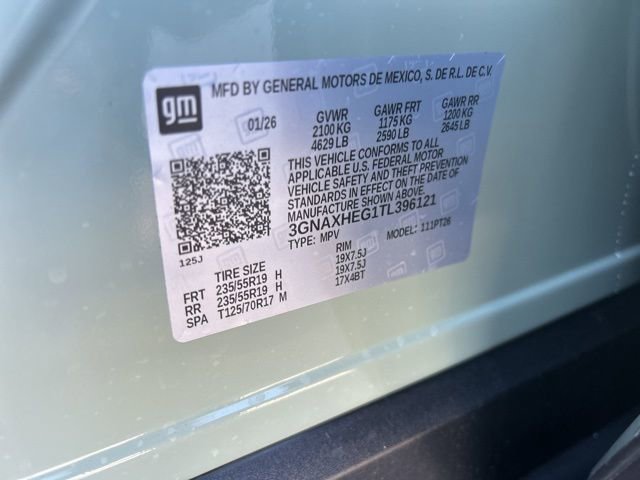 MFD BY GENERAL MOTORS DE MEXICO, S. DE R.L. DE C.V.
gm
01/26 GVWR GAWR FRT GAWR RR
2100 KG 1175 KG 1200 KG
4629 LB 2590 LB 2645 LB
THIS VEHICLE CONFORMS TO ALL
APPLICABLE U.S. FEDERAL MOTOR
VEHICLE SAFETY AND THEFT PREVENTION
STANDARDS IN EFFECT ON THE DATE OF
MANUFACTURE SHOWN ABOVE.
3GNAXHEG1TL396121
TYPE: MPV MODEL: 111PT26
125J
TIRE SIZE RIM
FRT 235/55R19 H 19X7.5J
RR 235/55R19 H 19X7.5J
SPA T125/70R17 M 17X4BT